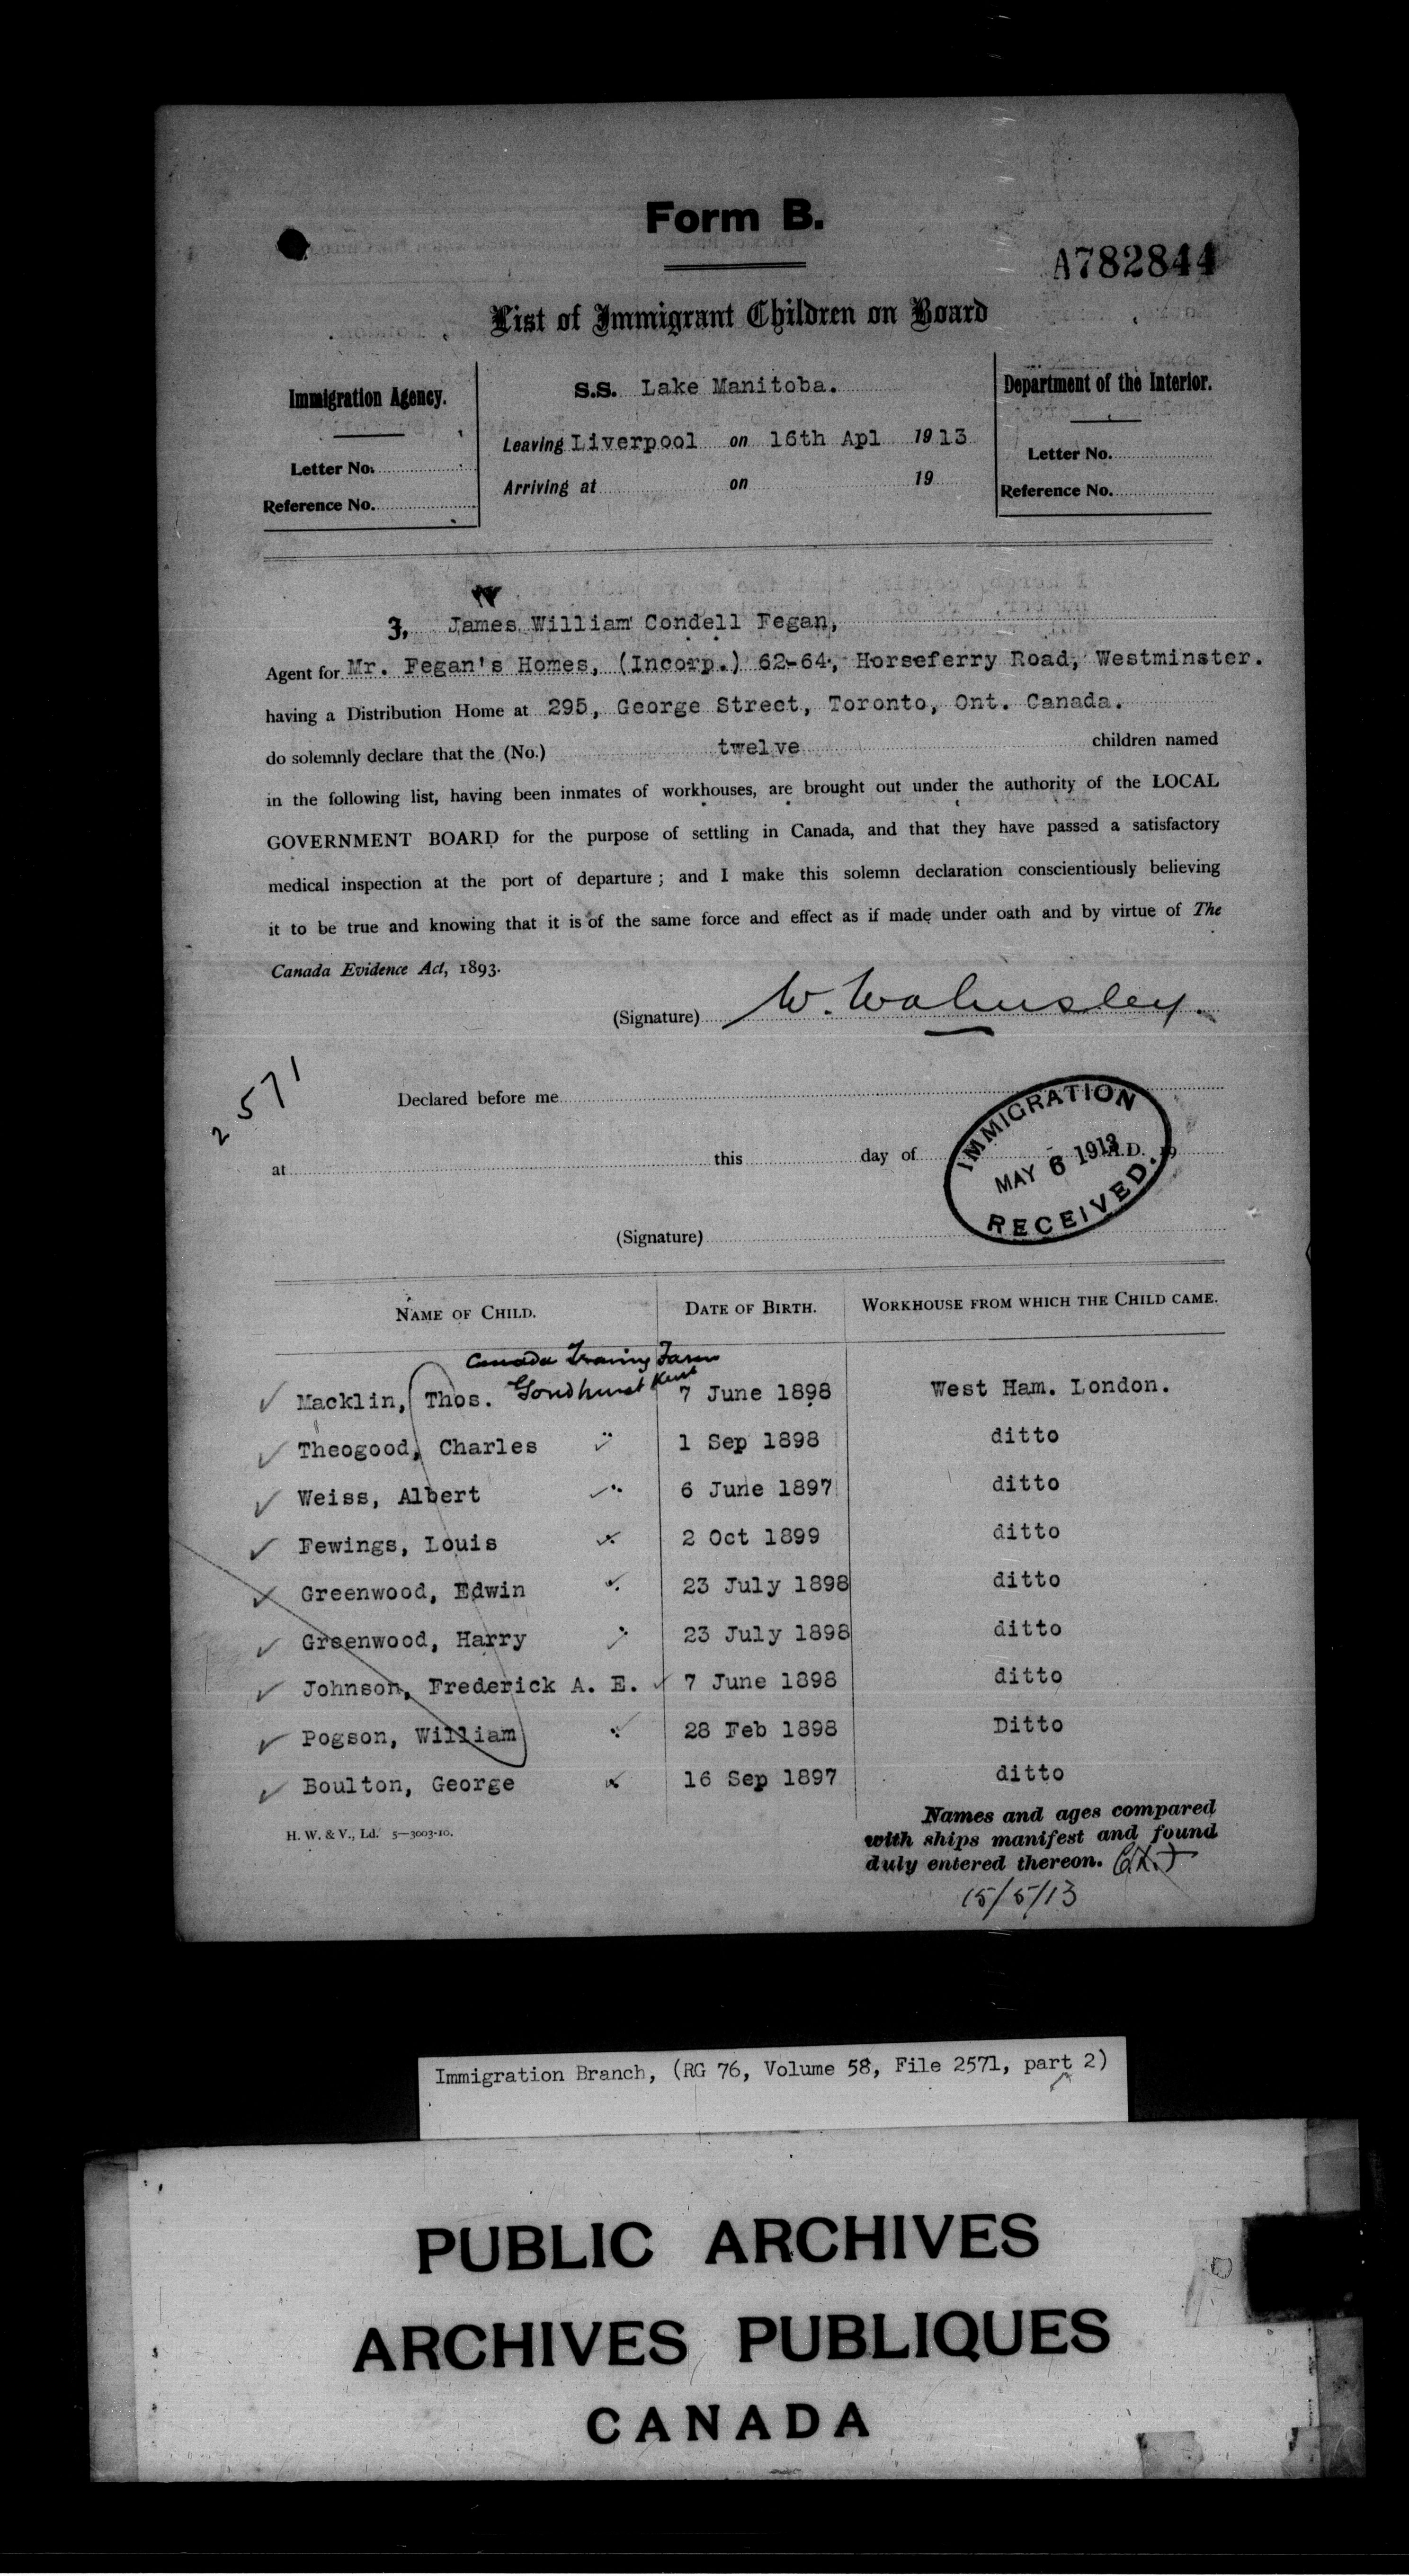 Form B.
A782844
List of Immigrant Children on Board
Immigration Agency.
Letter No.
Reference No.
S.S. Lake Manitoba.
Leaving Liverpool on 16th Apl 1913
Arriving at on 19
Department of the Interior.
Letter No.
Reference No.
I, James William Condell Fegan,
Agent for Mr. Fegan's Homes, (Incorp.) 62-64, Horseferry Road, Westminster.
having a Distribution Home at 295, George Street, Toronto, Ont. Canada.
do solemnly declare that the (No.) twelve children named
in the following list, having been inmates of workhouses, are brought out under the authority of the LOCAL
GOVERNMENT BOARD for the purpose of settling in Canada, and that they have passed a satisfactory
medical inspection at the port of departure; and I make this solemn declaration conscientiously believing
it to be true and knowing that it is of the same force and effect as if made under oath and by virtue of The
Canada Evidence Act, 1893.
(Signature) W. Walmsley.
2571
Declared before me
at this day of A.D. 19
IMMIGRATION
MAY 6 1913
RECEIVED.
(Signature)
NAME OF CHILD. DATE OF BIRTH. WORKHOUSE FROM WHICH THE CHILD CAME.
Canada Training Farm
Goudhurst Kent
Macklin, Thos. 7 June 1898 West Ham. London.
Theogood, Charles 1 Sep 1898 ditto
Weiss, Albert 6 June 1897 ditto
Fewings, Louis 2 Oct 1899 ditto
Greenwood, Edwin 23 July 1898 ditto
Greenwood, Harry 23 July 1898 ditto
Johnson, Frederick A. E. 7 June 1898 ditto
Pogson, William 28 Feb 1898 Ditto
Boulton, George 16 Sep 1897 ditto
H. W. & V., Ld. 5—3003-10.
Names and ages compared
with ships manifest and found
duly entered thereon.
15/5/13
Immigration Branch, (RG 76, Volume 58, File 2571, part 2)
PUBLIC ARCHIVES
ARCHIVES PUBLIQUES
CANADA